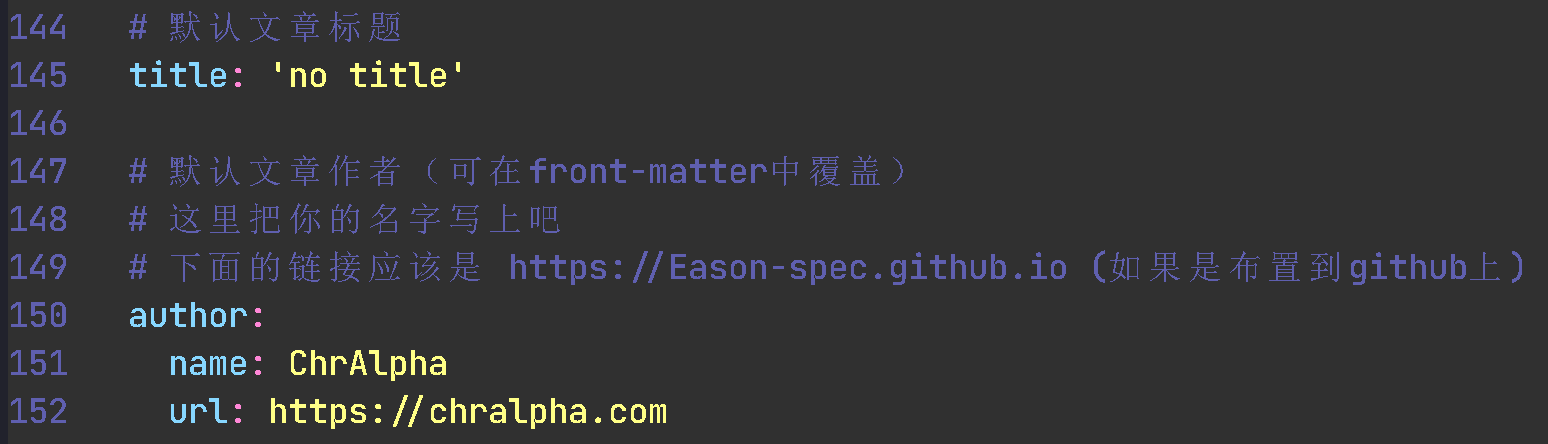 144 # 默认文章标题
145 title: 'no title'
146
147 # 默认文章作者（可在front-matter中覆盖）
148 # 这里把你的名字写上吧
149 # 下面的链接应该是 https://Eason-spec.github.io (如果是布置到github上)
150 author:
151 name: ChrAlpha
152 url: https://chralpha.com